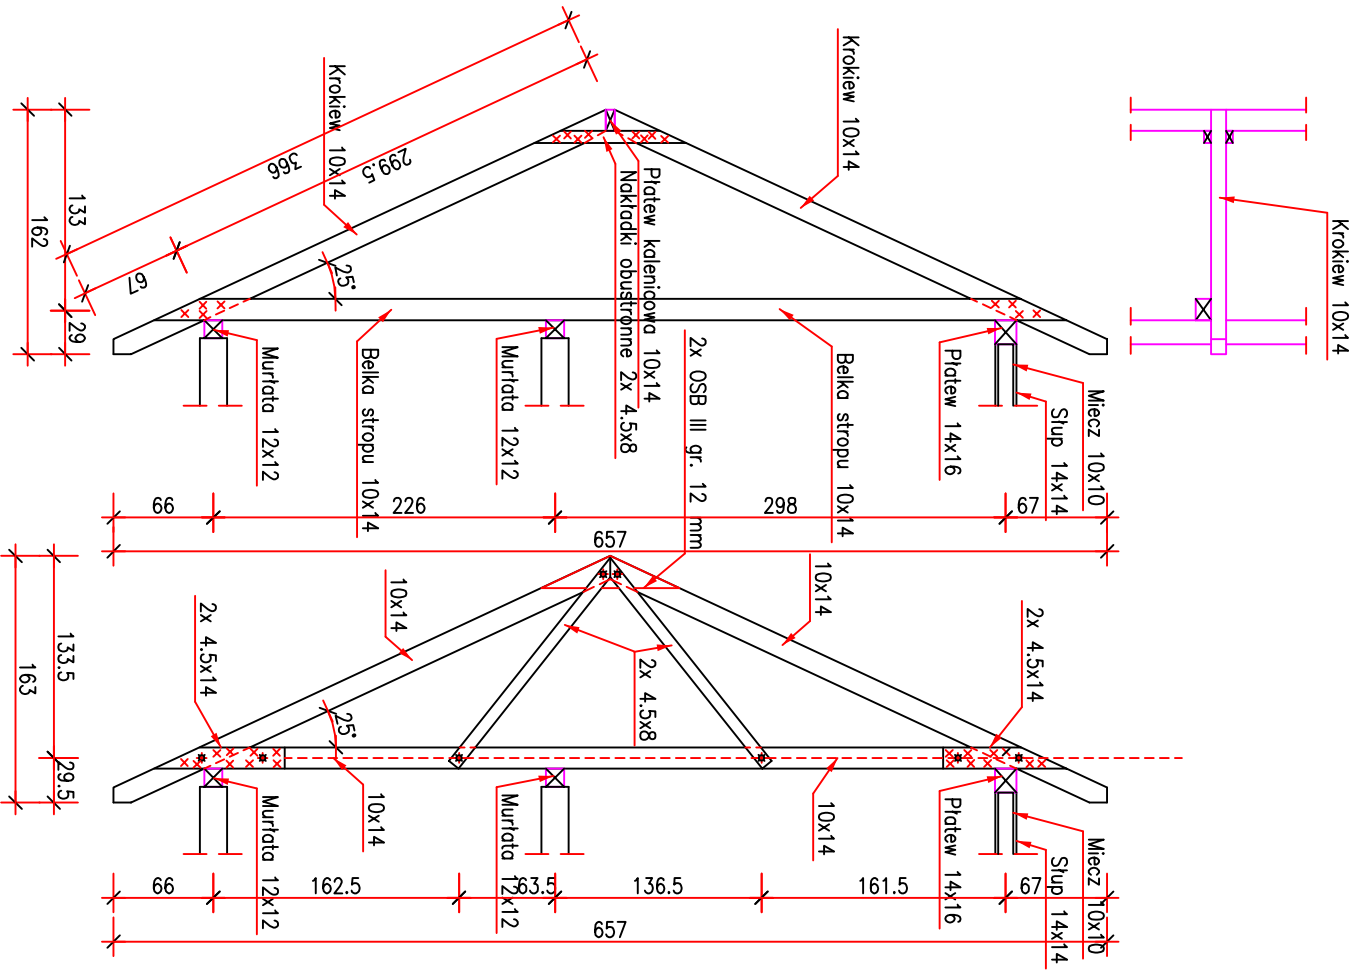 366
299.5
67
Krokiew 10x14
Krokiew 10x14
Krokiew 10x14
133
162
29
25°
Płatew kalenicowa 10x14
Nakładki obustronne 2x 4.5x8
Murłata 12x12
Belka stropu 10x14
Murłata 12x12
Belka stropu 10x14
Płatew 14x16
Słup 14x14
Miecz 10x10
66
226
298
67
657
2x OSB III gr. 12 mm
10x14
10x14
2x 4.5x14
2x 4.5x14
2x 4.5x8
133.5
163
29.5
25°
10x14
10x14
Murłata 12x12
Murłata 12x12
Płatew 14x16
Słup 14x14
Miecz 10x10
66
162.5
63.5
136.5
161.5
67
657